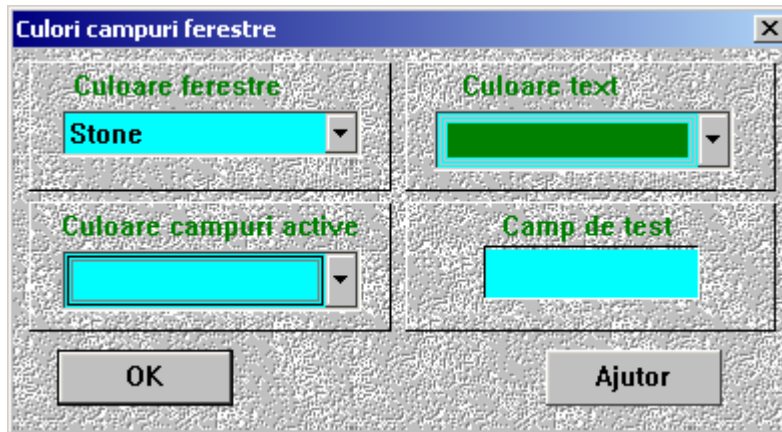 Culori campuri ferestre
Culoare ferestre
Stone
Culoare text
Culoare campuri active
Camp de test
OK
Ajutor